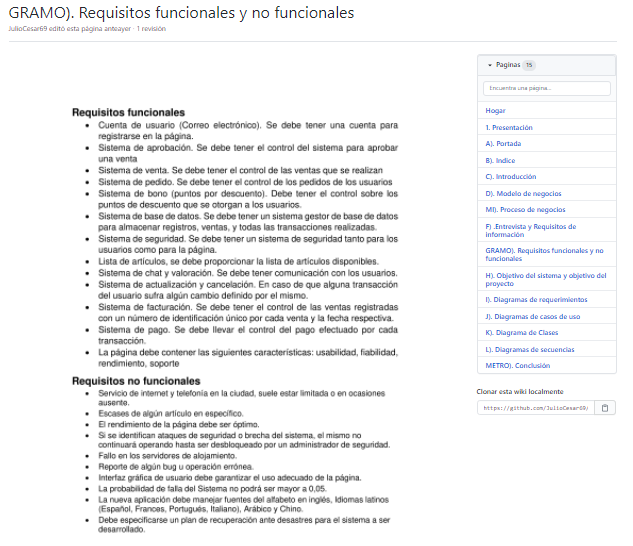 GRAMO). Requisitos funcionales y no funcionales
JulioCesar69 editó esta página anteayer · 1 revisión
Requisitos funcionales
• Cuenta de usuario (Correo electrónico). Se debe tener una cuenta para
registrarse en la página.
• Sistema de aprobación. Se debe tener el control del sistema para aprobar
una venta
• Sistema de venta. Se debe tener el control de las ventas que se realizan
• Sistema de pedido. Se debe tener el control de los pedidos de los usuarios
• Sistema de bono (puntos por descuento). Debe tener el control sobre los
puntos de descuento que se otorgan a los usuarios.
• Sistema de base de datos. Se debe tener un sistema gestor de base de datos
para almacenar registros, ventas, y todas las transacciones realizadas.
• Sistema de seguridad. Se debe tener un sistema de seguridad tanto para los
usuarios como para la página.
• Lista de artículos, se debe proporcionar la lista de artículos disponibles.
• Sistema de chat y valoración. Se debe tener comunicación con los usuarios.
• Sistema de actualización y cancelación. En caso de que alguna transacción
del usuario sufra algún cambio definido por el mismo.
• Sistema de facturación. Se debe tener el control de las ventas registradas
con un número de identificación único por cada venta y la fecha respectiva.
• Sistema de pago. Se debe llevar el control del pago efectuado por cada
transacción.
• La página debe contener las siguientes características: usabilidad, fiabilidad,
rendimiento, soporte
Requisitos no funcionales
• Servicio de internet y telefonía en la ciudad, suele estar limitada o en ocasiones
ausente.
• Escases de algún artículo en específico.
• El rendimiento de la página debe ser óptimo.
• Si se identifican ataques de seguridad o brecha del sistema, el mismo no
continuará operando hasta ser desbloqueado por un administrador de seguridad.
• Fallo en los servidores de alojamiento.
• Reporte de algún bug u operación errónea.
• Interfaz gráfica de usuario debe garantizar el uso adecuado de la página.
• La probabilidad de falla del Sistema no podrá ser mayor a 0,05.
• La nueva aplicación debe manejar fuentes del alfabeto en inglés, Idiomas latinos
(Español, Frances, Portugués, Italiano), Arábico y Chino.
• Debe especificarse un plan de recuperación ante desastres para el sistema a ser
desarrollado.
Paginas 15
Encuentra una página...
Hogar
1. Presentación
A). Portada
B). Indice
C). Introducción
D). Modelo de negocios
MI). Proceso de negocios
F) .Entrevista y Requisitos de
información
GRAMO). Requisitos funcionales y no
funcionales
H). Objetivo del sistema y objetivo del
proyecto
I). Diagramas de requerimientos
J). Diagramas de casos de uso
K). Diagrama de Clases
L). Diagramas de secuencias
METRO). Conclusión
Clonar esta wiki localmente
https://github.com/JulioCesar69/